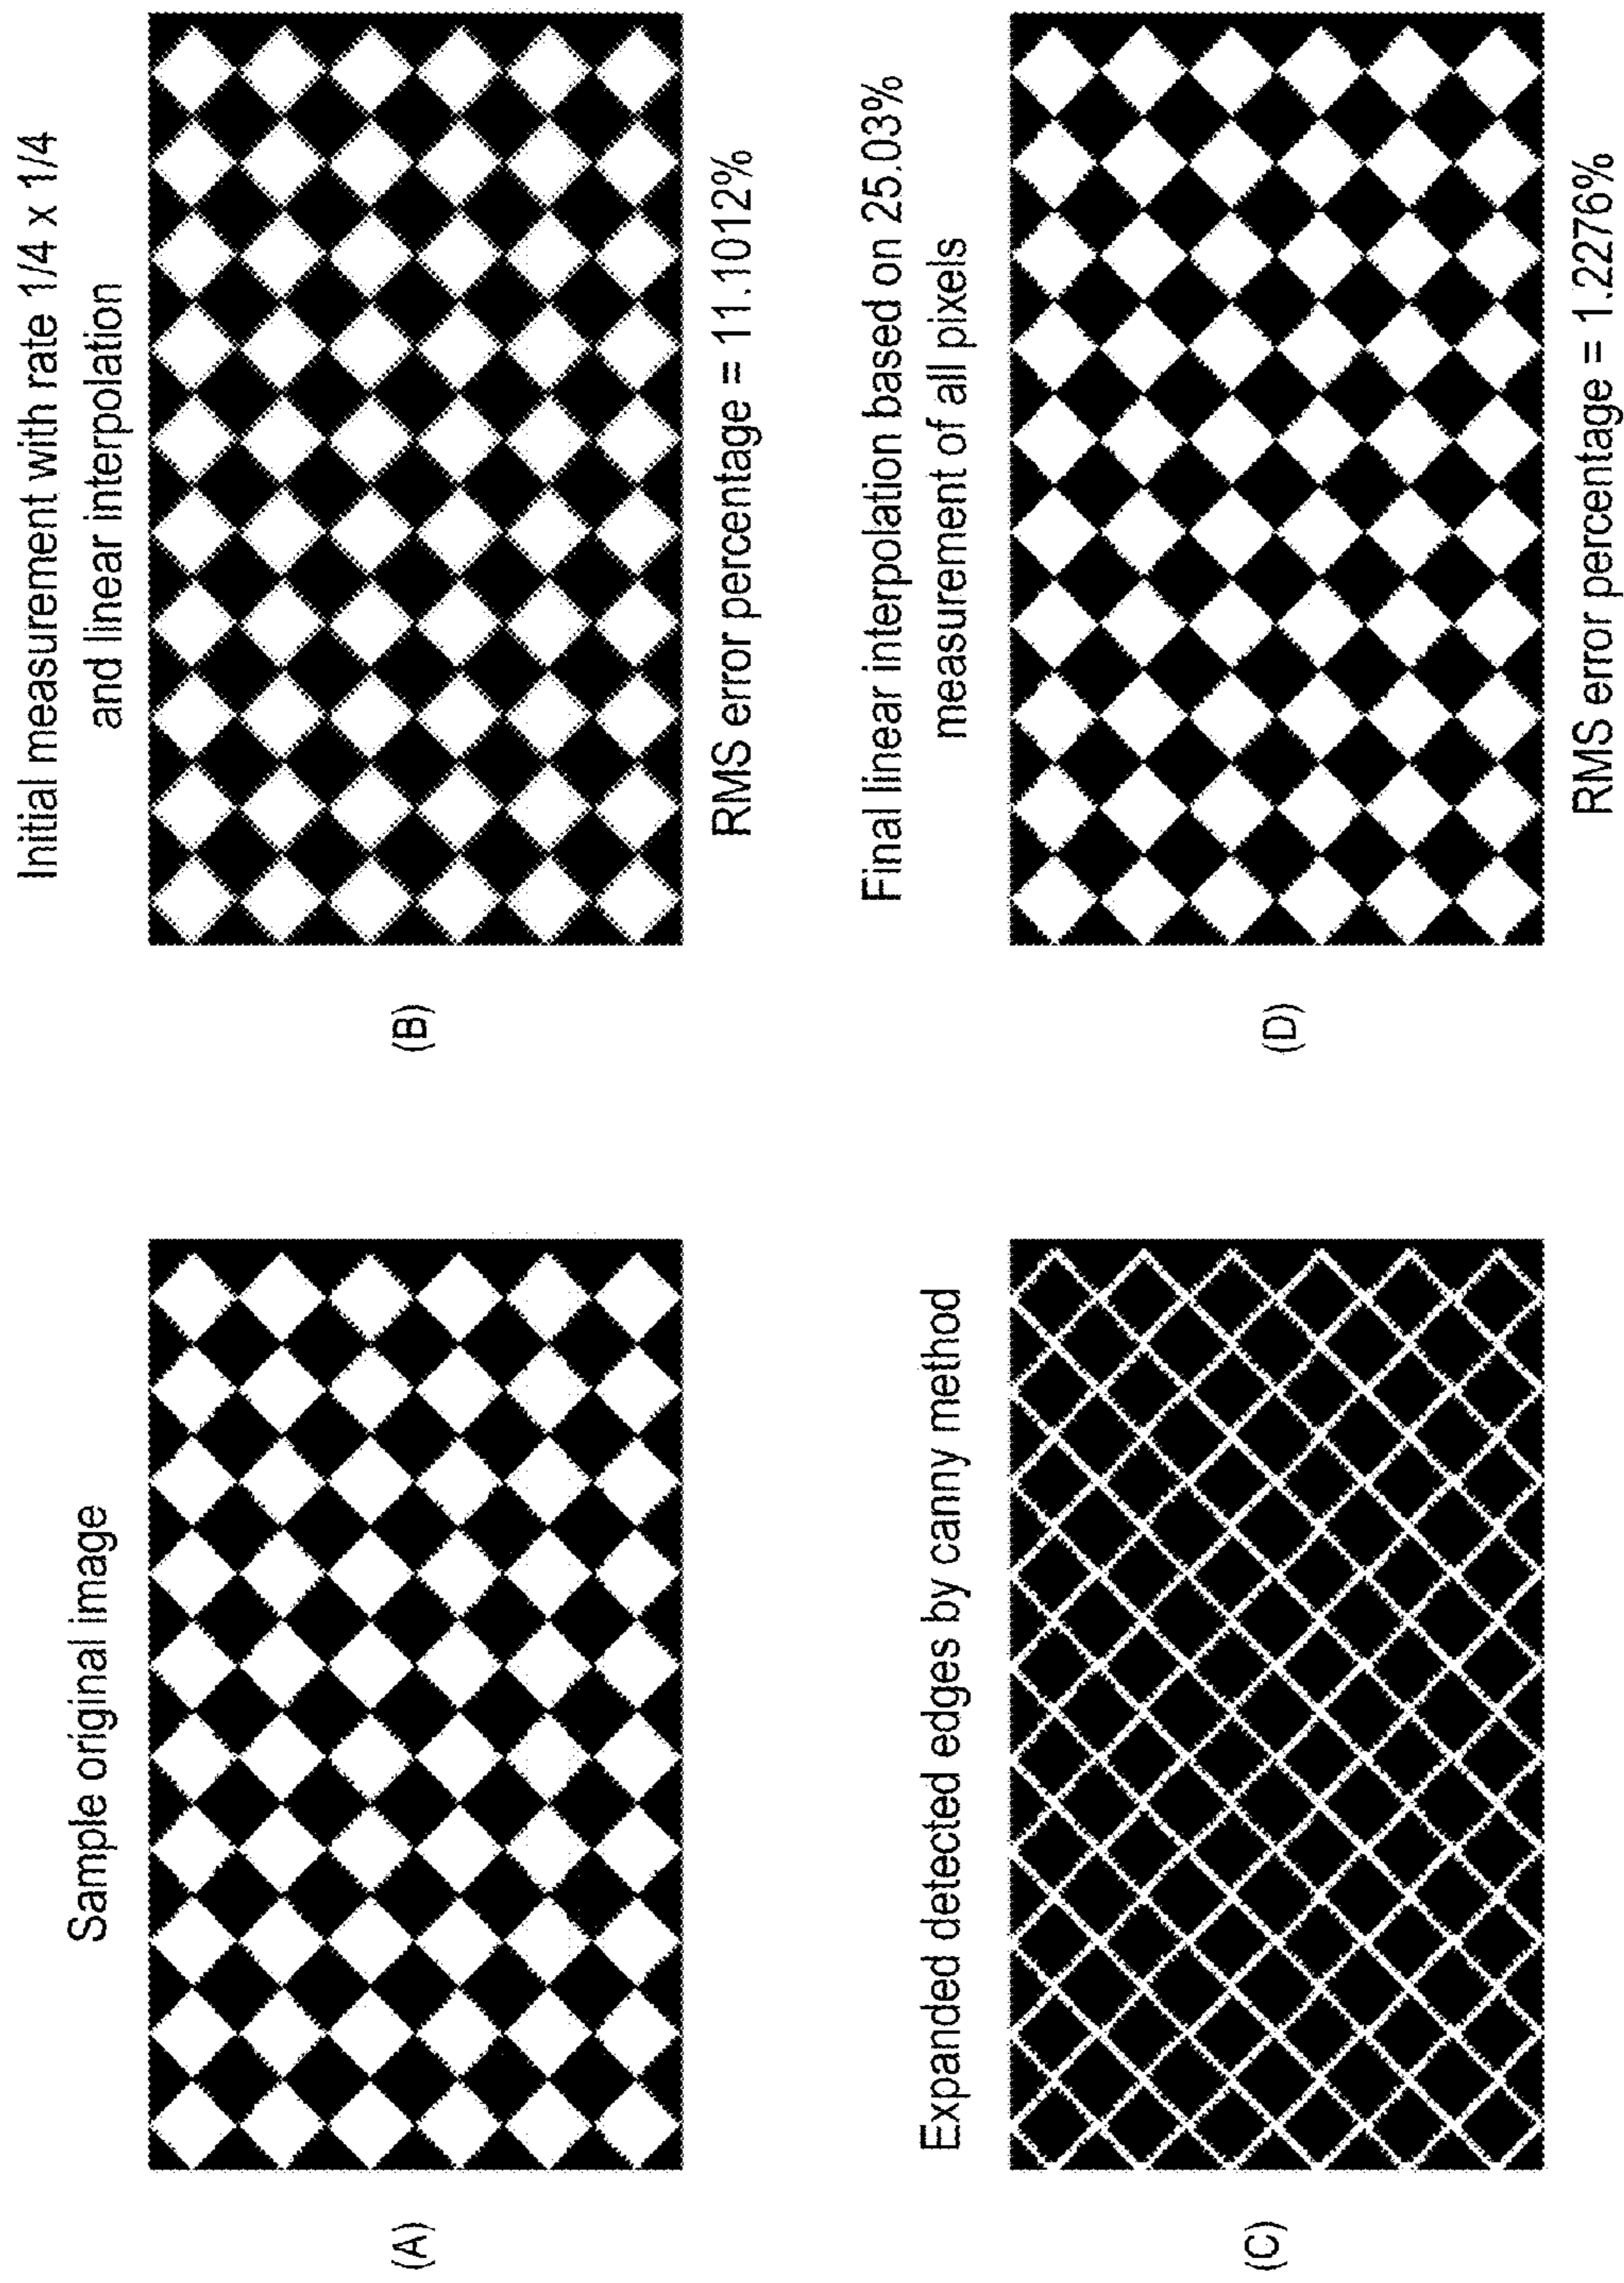 Sample original image
(A)
Initial measurement with rate 1/4 x 1/4
and linear interpolation
(B)
RMS error percentage = 11.1012%
Expanded detected edges by canny method
(C)
Final linear interpolation based on 25.03%
measurement of all pixels
(D)
RMS error percentage = 1.2276%